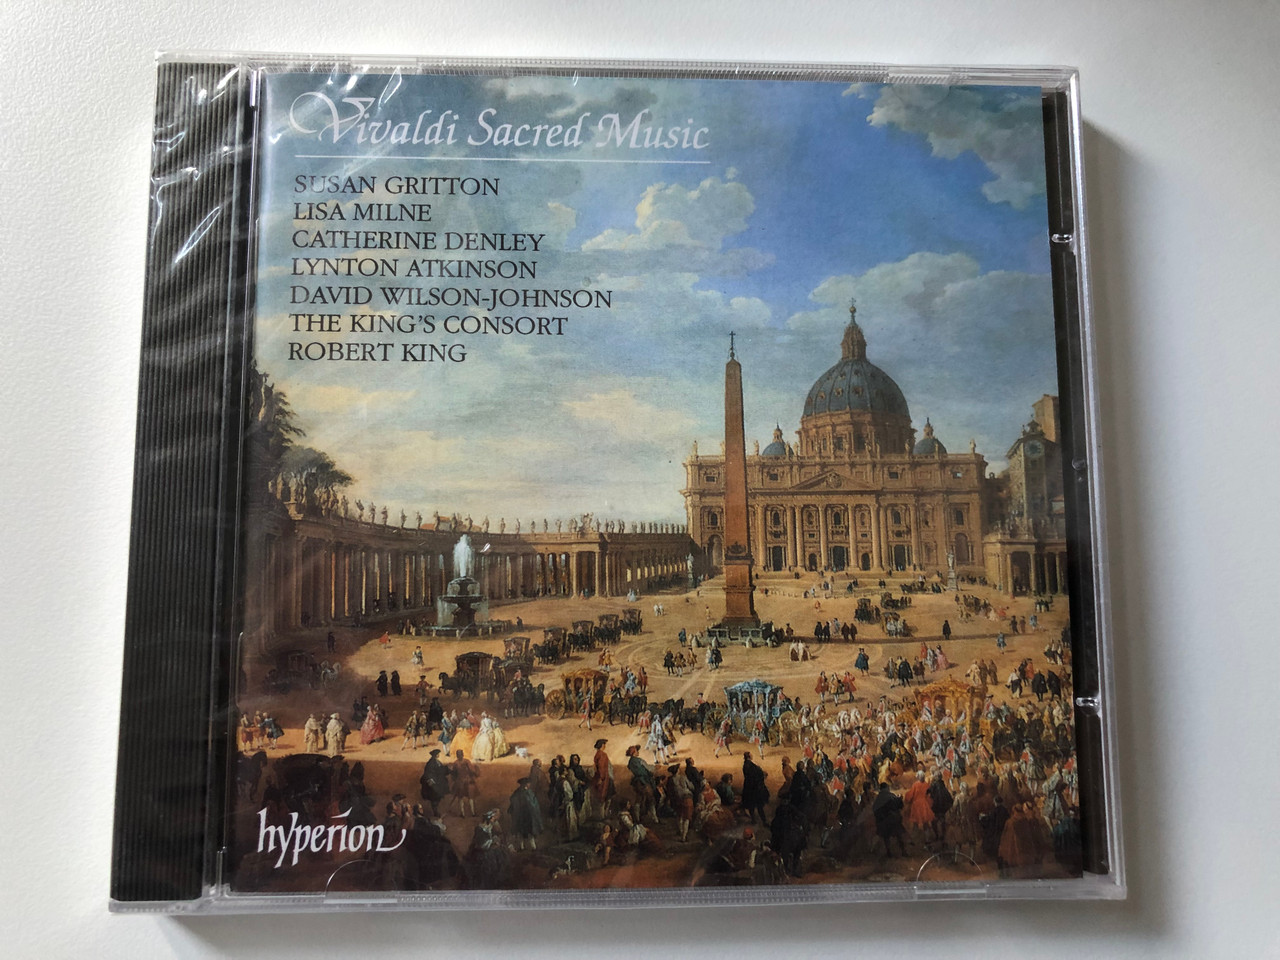 Vivaldi Sacred Music
SUSAN GRITTON
LISA MILNE
CATHERINE DENLEY
LYNTON ATKINSON
DAVID WILSON-JOHNSON
THE KING'S CONSORT
ROBERT KING
hyperion